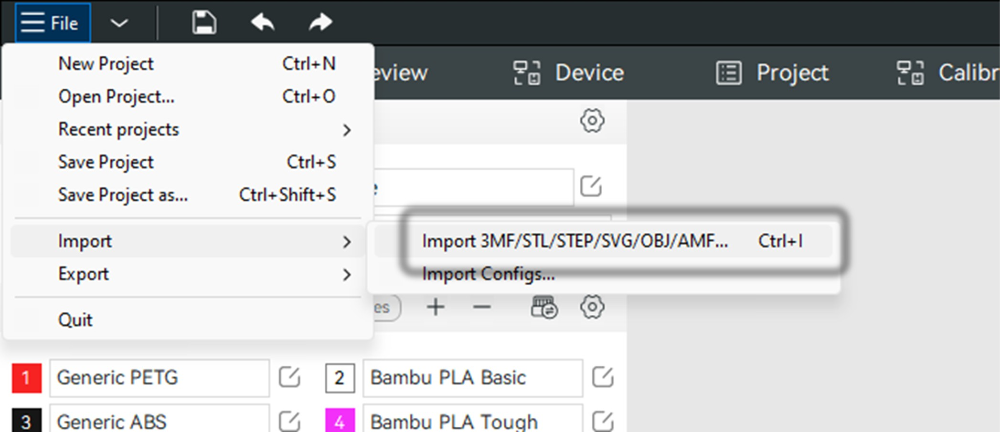 File
eview Device Project Calibr
New Project Ctrl+N
Open Project... Ctrl+O
Recent projects
Save Project Ctrl+S
Save Project as... Ctrl+Shift+S
Import
Import 3MF/STL/STEP/SVG/OBJ/AMF... Ctrl+I
Export
Import Configs...
es
Quit
1 Generic PETG 2 Bambu PLA Basic
3 Generic ABS 4 Bambu PLA Tough